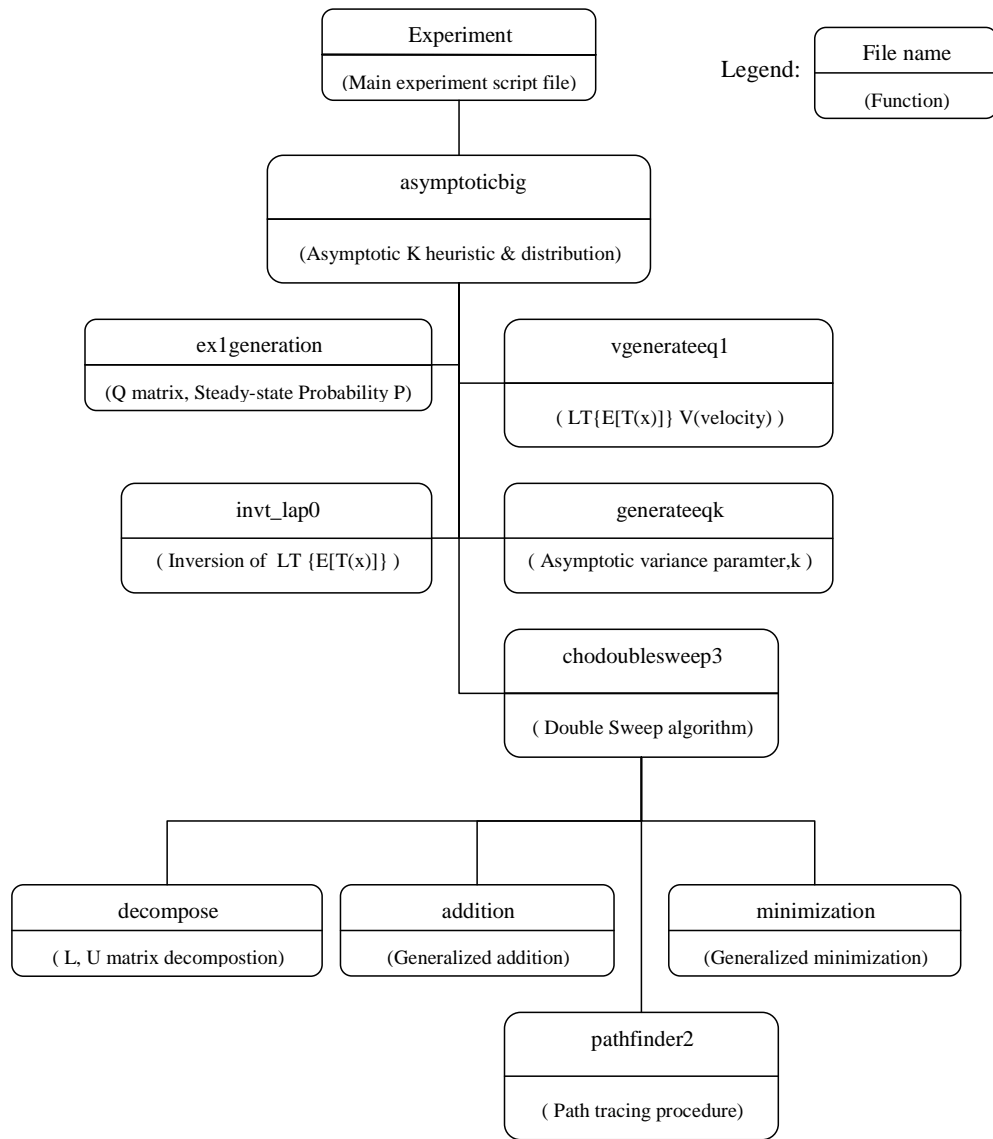 Experiment
(Main experiment script file)
Legend:
File name
(Function)
asymptoticbig
(Asymptotic K heuristic & distribution)
ex1generation
(Q matrix, Steady-state Probability P)
vgenerateeq1
( LT{E[T(x)]} V(velocity) )
invt_lap0
( Inversion of LT {E[T(x)]} )
generateeqk
( Asymptotic variance paramter,k )
chodoublesweep3
( Double Sweep algorithm)
decompose
( L, U matrix decompostion)
addition
(Generalized addition)
minimization
(Generalized minimization)
pathfinder2
( Path tracing procedure)